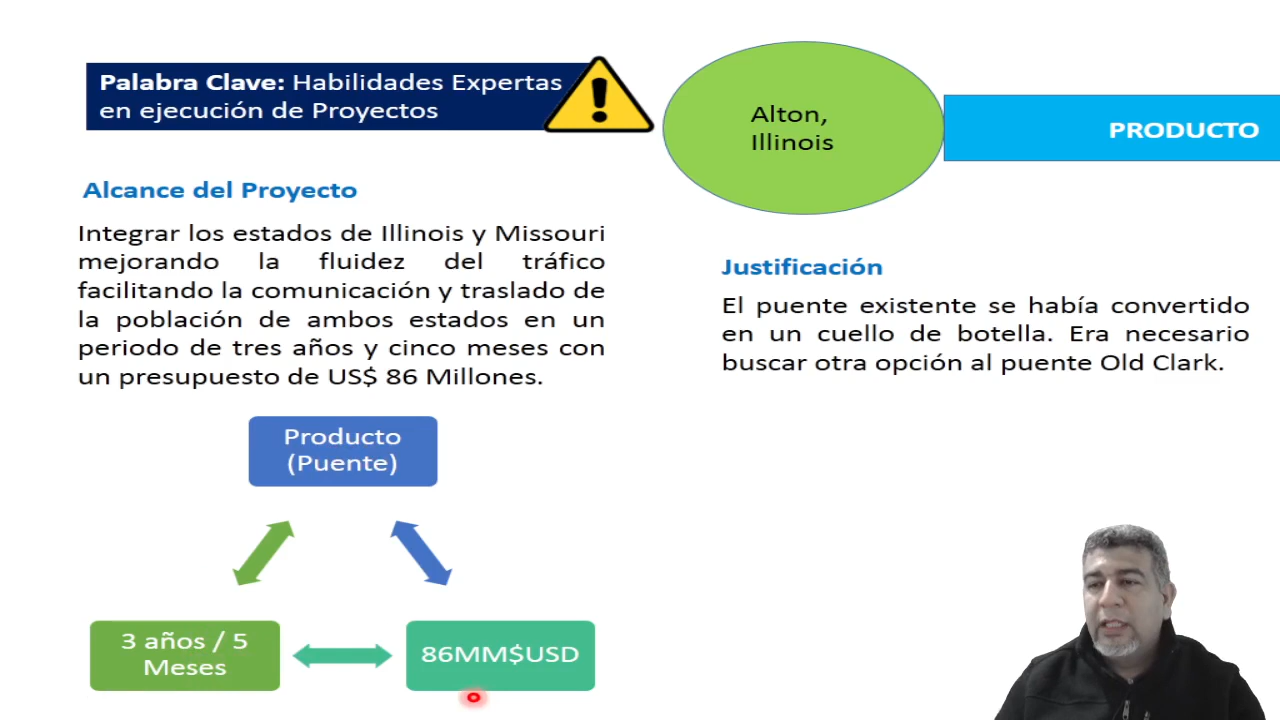 Palabra Clave: Habilidades Expertas
en ejecución de Proyectos
Alton,
Illinois
PRODUCTO
Alcance del Proyecto
Integrar los estados de Illinois y Missouri
mejorando la fluidez del tráfico
facilitando la comunicación y traslado de
la población de ambos estados en un
periodo de tres años y cinco meses con
un presupuesto de US$ 86 Millones.
Justificación
El puente existente se había convertido
en un cuello de botella. Era necesario
buscar otra opción al puente Old Clark.
Producto
(Puente)
3 años / 5
Meses
86MM$USD